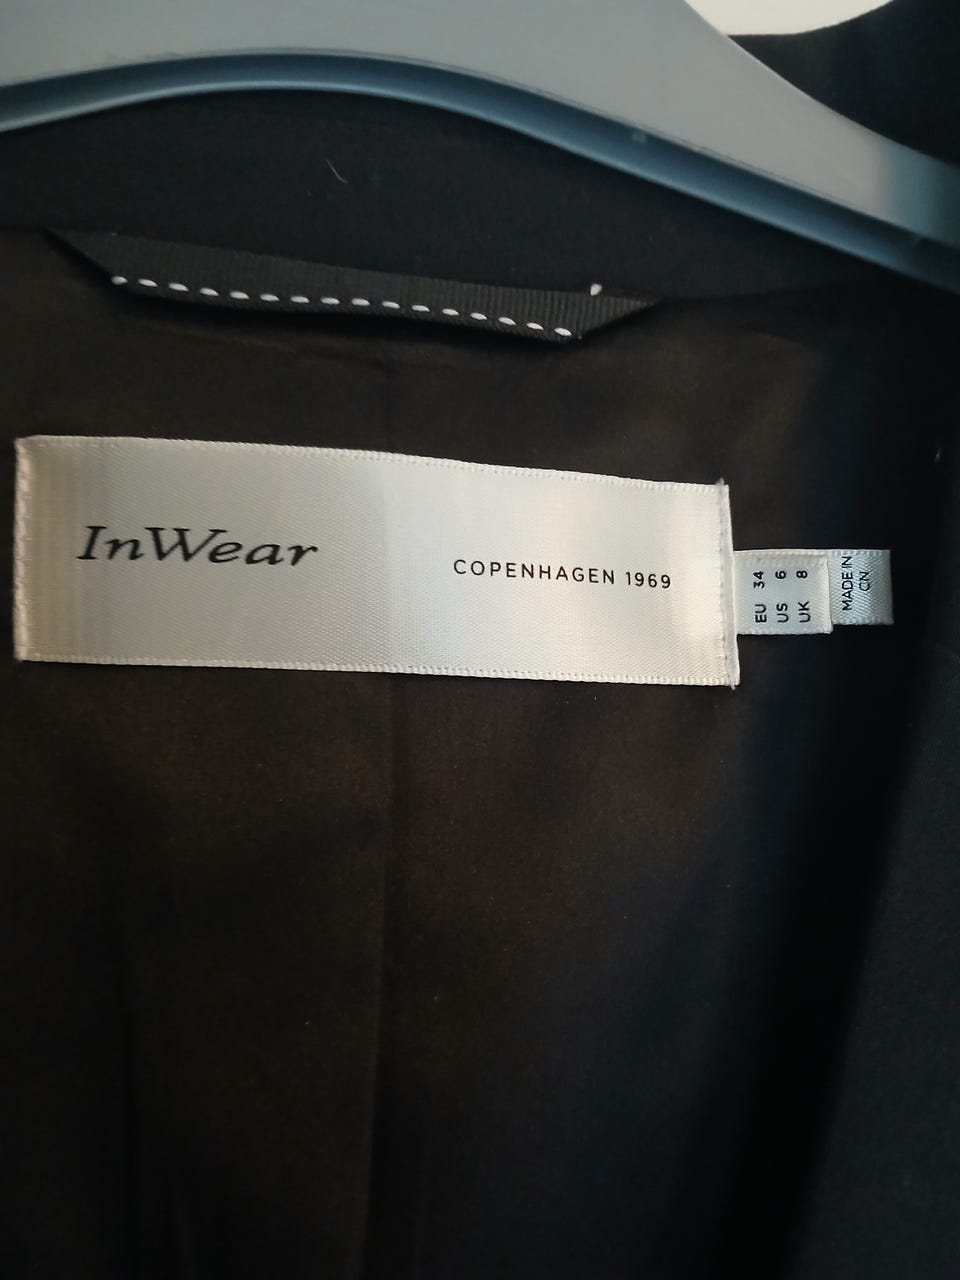 InWear
COPENHAGEN 1969
EU 34
US 6
UK 8
MADE IN
CN